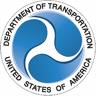 DEPARTMENT OF TRANSPORTATION
UNITED STATES OF AMERICA